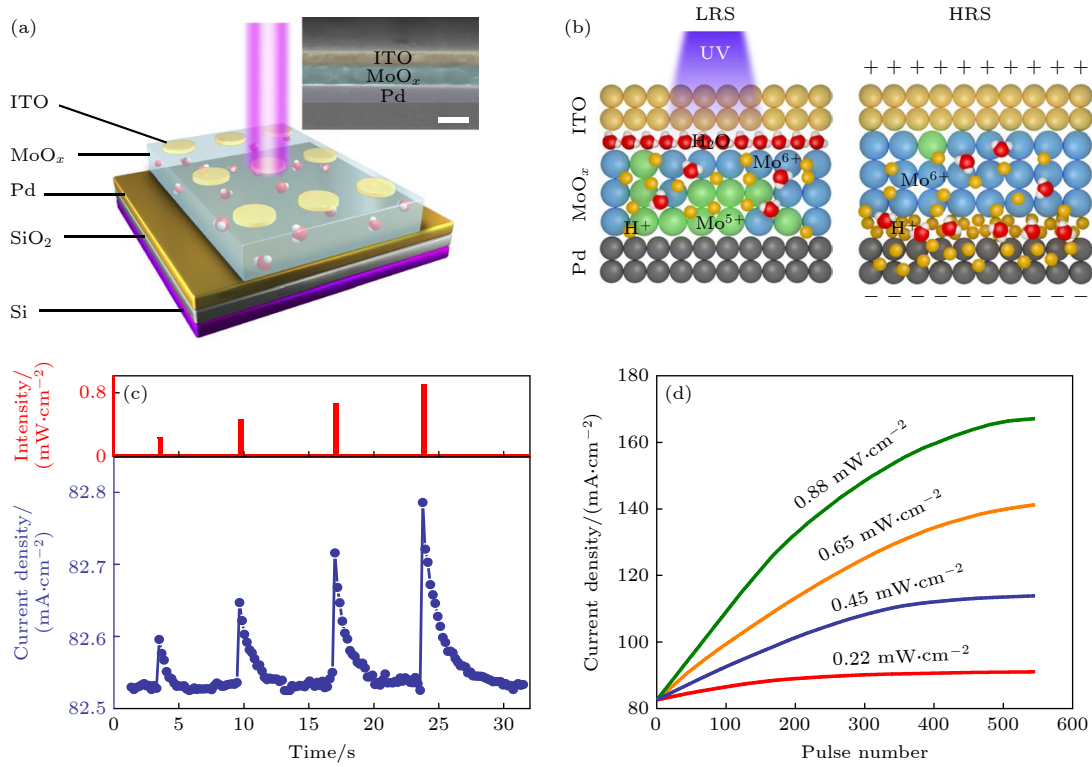 (a)
ITO
MoOₓ
Pd
SiO₂
Si
ITO
MoOₓ
Pd
(b)
LRS
HRS
UV
+ + + + + + + + + +
ITO
MoOₓ
Pd
H₂O
Mo⁶⁺
H⁺
Mo⁵⁺
Mo⁶⁺
H⁺
− − − − − − − − − −
(c)
Intensity/
(mW·cm⁻²)
0.8
0
Current density/
(mA·cm⁻²)
82.8
82.7
82.6
82.5
0 5 10 15 20 25 30
Time/s
(d)
Current density/(mA·cm⁻²)
180
160
140
120
100
80
0.88 mW·cm⁻²
0.65 mW·cm⁻²
0.45 mW·cm⁻²
0.22 mW·cm⁻²
0 100 200 300 400 500 600
Pulse number